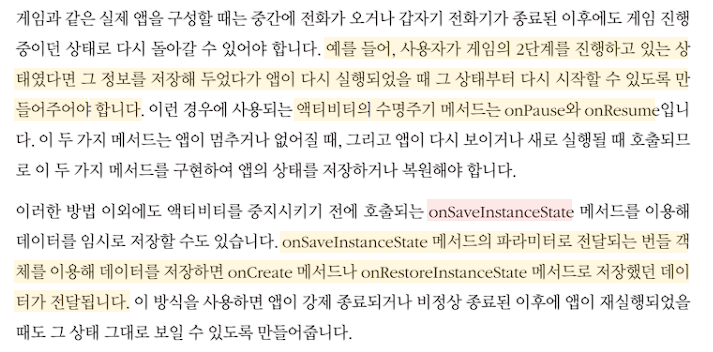 게임과 같은 실제 앱을 구성할 때는 중간에 전화가 오거나 갑자기 전화기가 종료된 이후에도 게임 진행
중이던 상태로 다시 돌아갈 수 있어야 합니다. 예를 들어, 사용자가 게임의 2단계를 진행하고 있는 상
태였다면 그 정보를 저장해 두었다가 앱이 다시 실행되었을 때 그 상태부터 다시 시작할 수 있도록 만
들어주어야 합니다. 이런 경우에 사용되는 액티비티의 수명주기 메서드는 onPause와 onResume입니
다. 이 두 가지 메서드는 앱이 멈추거나 없어질 때, 그리고 앱이 다시 보이거나 새로 실행될 때 호출되므
로 이 두 가지 메서드를 구현하여 앱의 상태를 저장하거나 복원해야 합니다.
이러한 방법 이외에도 액티비티를 중지시키기 전에 호출되는 onSaveInstanceState 메서드를 이용해
데이터를 임시로 저장할 수도 있습니다. onSaveInstanceState 메서드의 파라미터로 전달되는 번들 객
체를 이용해 데이터를 저장하면 onCreate 메서드나 onRestoreInstanceState 메서드로 저장했던 데이
터가 전달됩니다. 이 방식을 사용하면 앱이 강제 종료되거나 비정상 종료된 이후에 앱이 재실행되었을
때도 그 상태 그대로 보일 수 있도록 만들어줍니다.